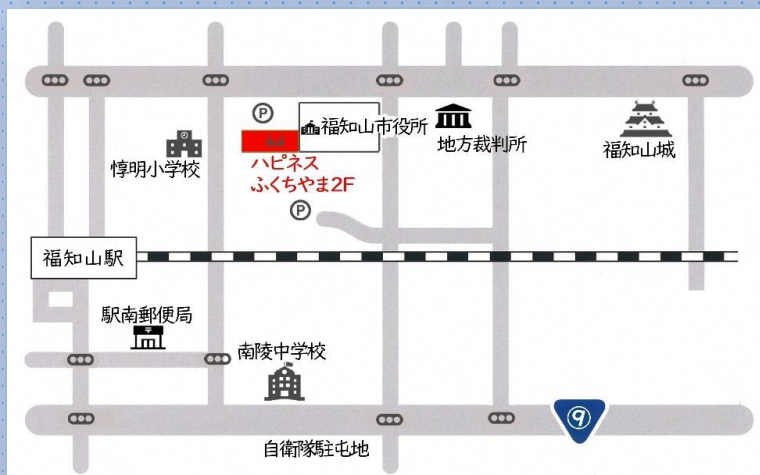 P
福知山市役所
地方裁判所
福知山城
惇明小学校
ハピネス
ふくちやま2F
P
福知山駅
駅南郵便局
南陵中学校
9
自衛隊駐屯地